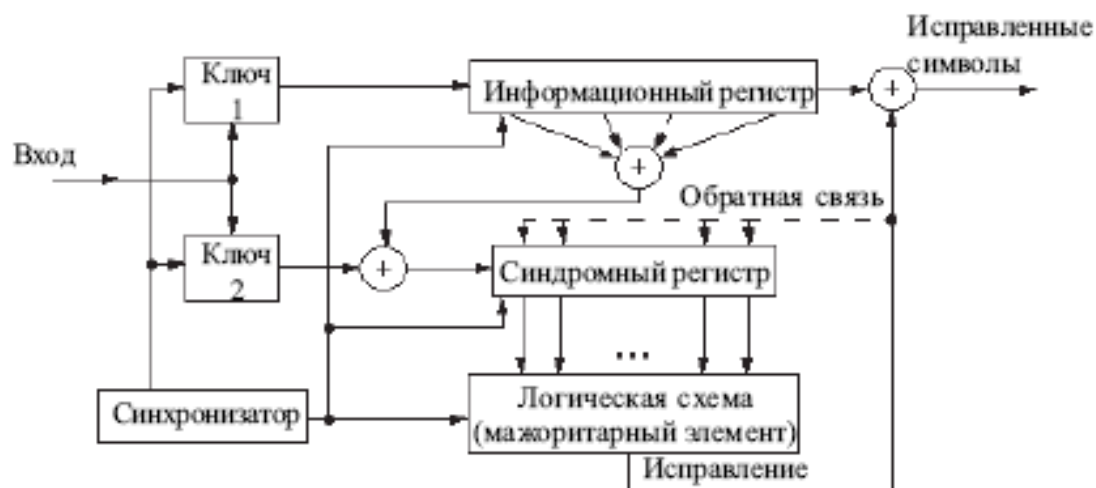 Исправленные
символы
Ключ
1
Информационный регистр
+
Вход
+
Обратная связь
Ключ
2
+
Синдромный регистр
...
Синхронизатор
Логическая схема
(мажоритарный элемент)
Исправление